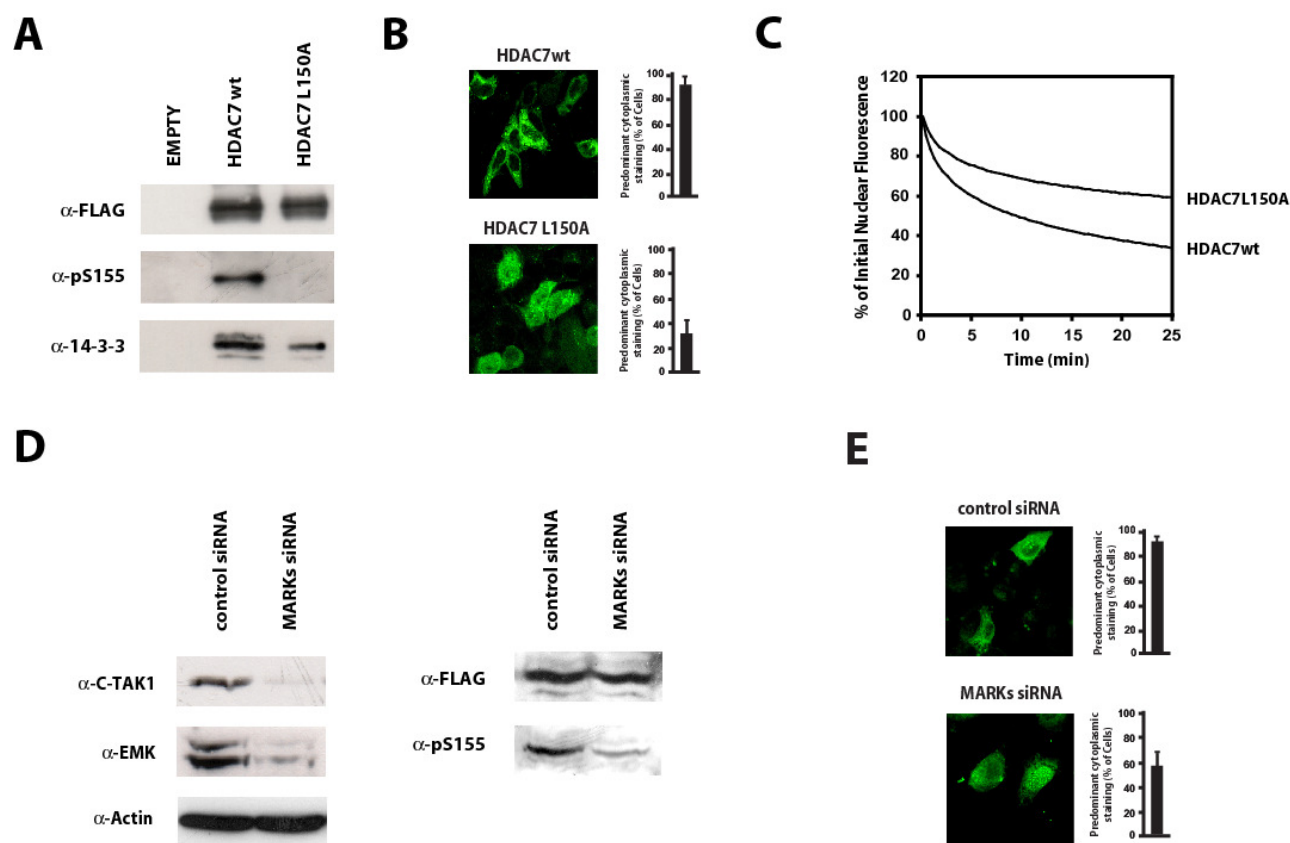 A
EMPTY
HDAC7 wt
HDAC7 L150A
α-FLAG
α-pS155
α-14-3-3
B
HDAC7wt
Predominant cytoplasmic
staining (% of Cells)
100
80
60
40
20
0
HDAC7 L150A
Predominant cytoplasmic
staining (% of Cells)
100
80
60
40
20
0
C
% of Initial Nuclear Fluorescence
120
100
80
60
40
20
0
0
5
10
15
20
25
Time (min)
HDAC7L150A
HDAC7wt
D
control siRNA
MARKs siRNA
α-C-TAK1
α-EMK
α-Actin
control siRNA
MARKs siRNA
α-FLAG
α-pS155
E
control siRNA
Predominant cytoplasmic
staining (% of Cells)
100
80
60
40
20
0
MARKs siRNA
Predominant cytoplasmic
staining (% of Cells)
100
80
60
40
20
0